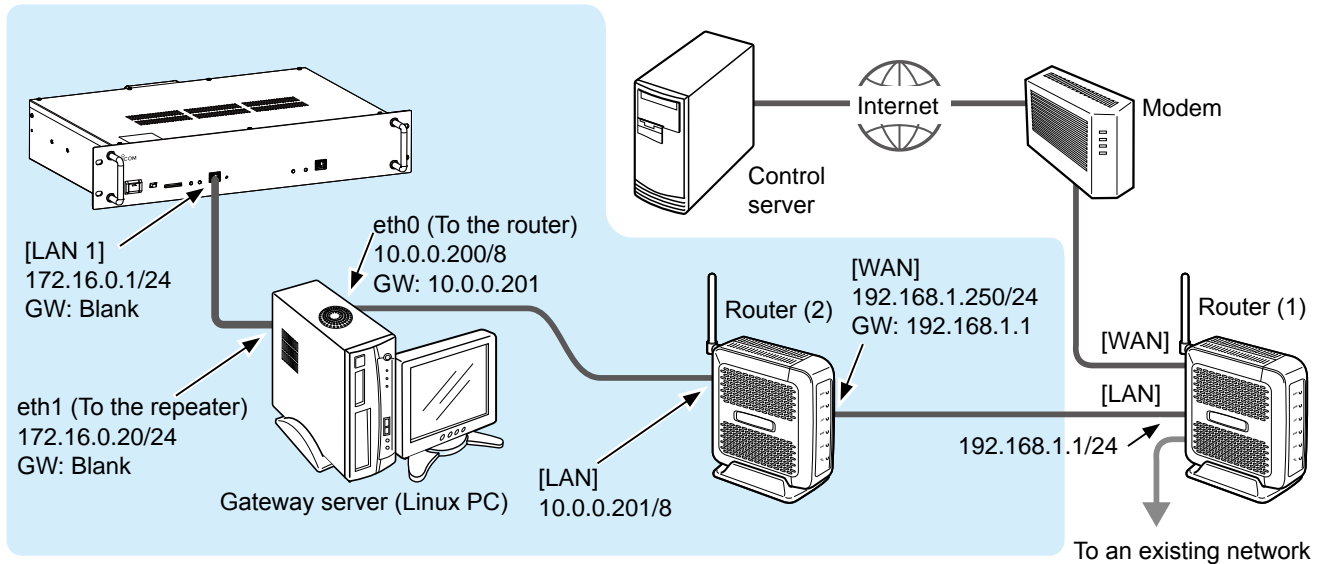 Internet
Modem
Control
server
COM
[LAN 1]
172.16.0.1/24
GW: Blank
eth0 (To the router)
10.0.0.200/8
GW: 10.0.0.201
[WAN]
192.168.1.250/24
GW: 192.168.1.1
Router (2)
Router (1)
[WAN]
[LAN]
192.168.1.1/24
eth1 (To the repeater)
172.16.0.20/24
GW: Blank
Gateway server (Linux PC)
[LAN]
10.0.0.201/8
To an existing network